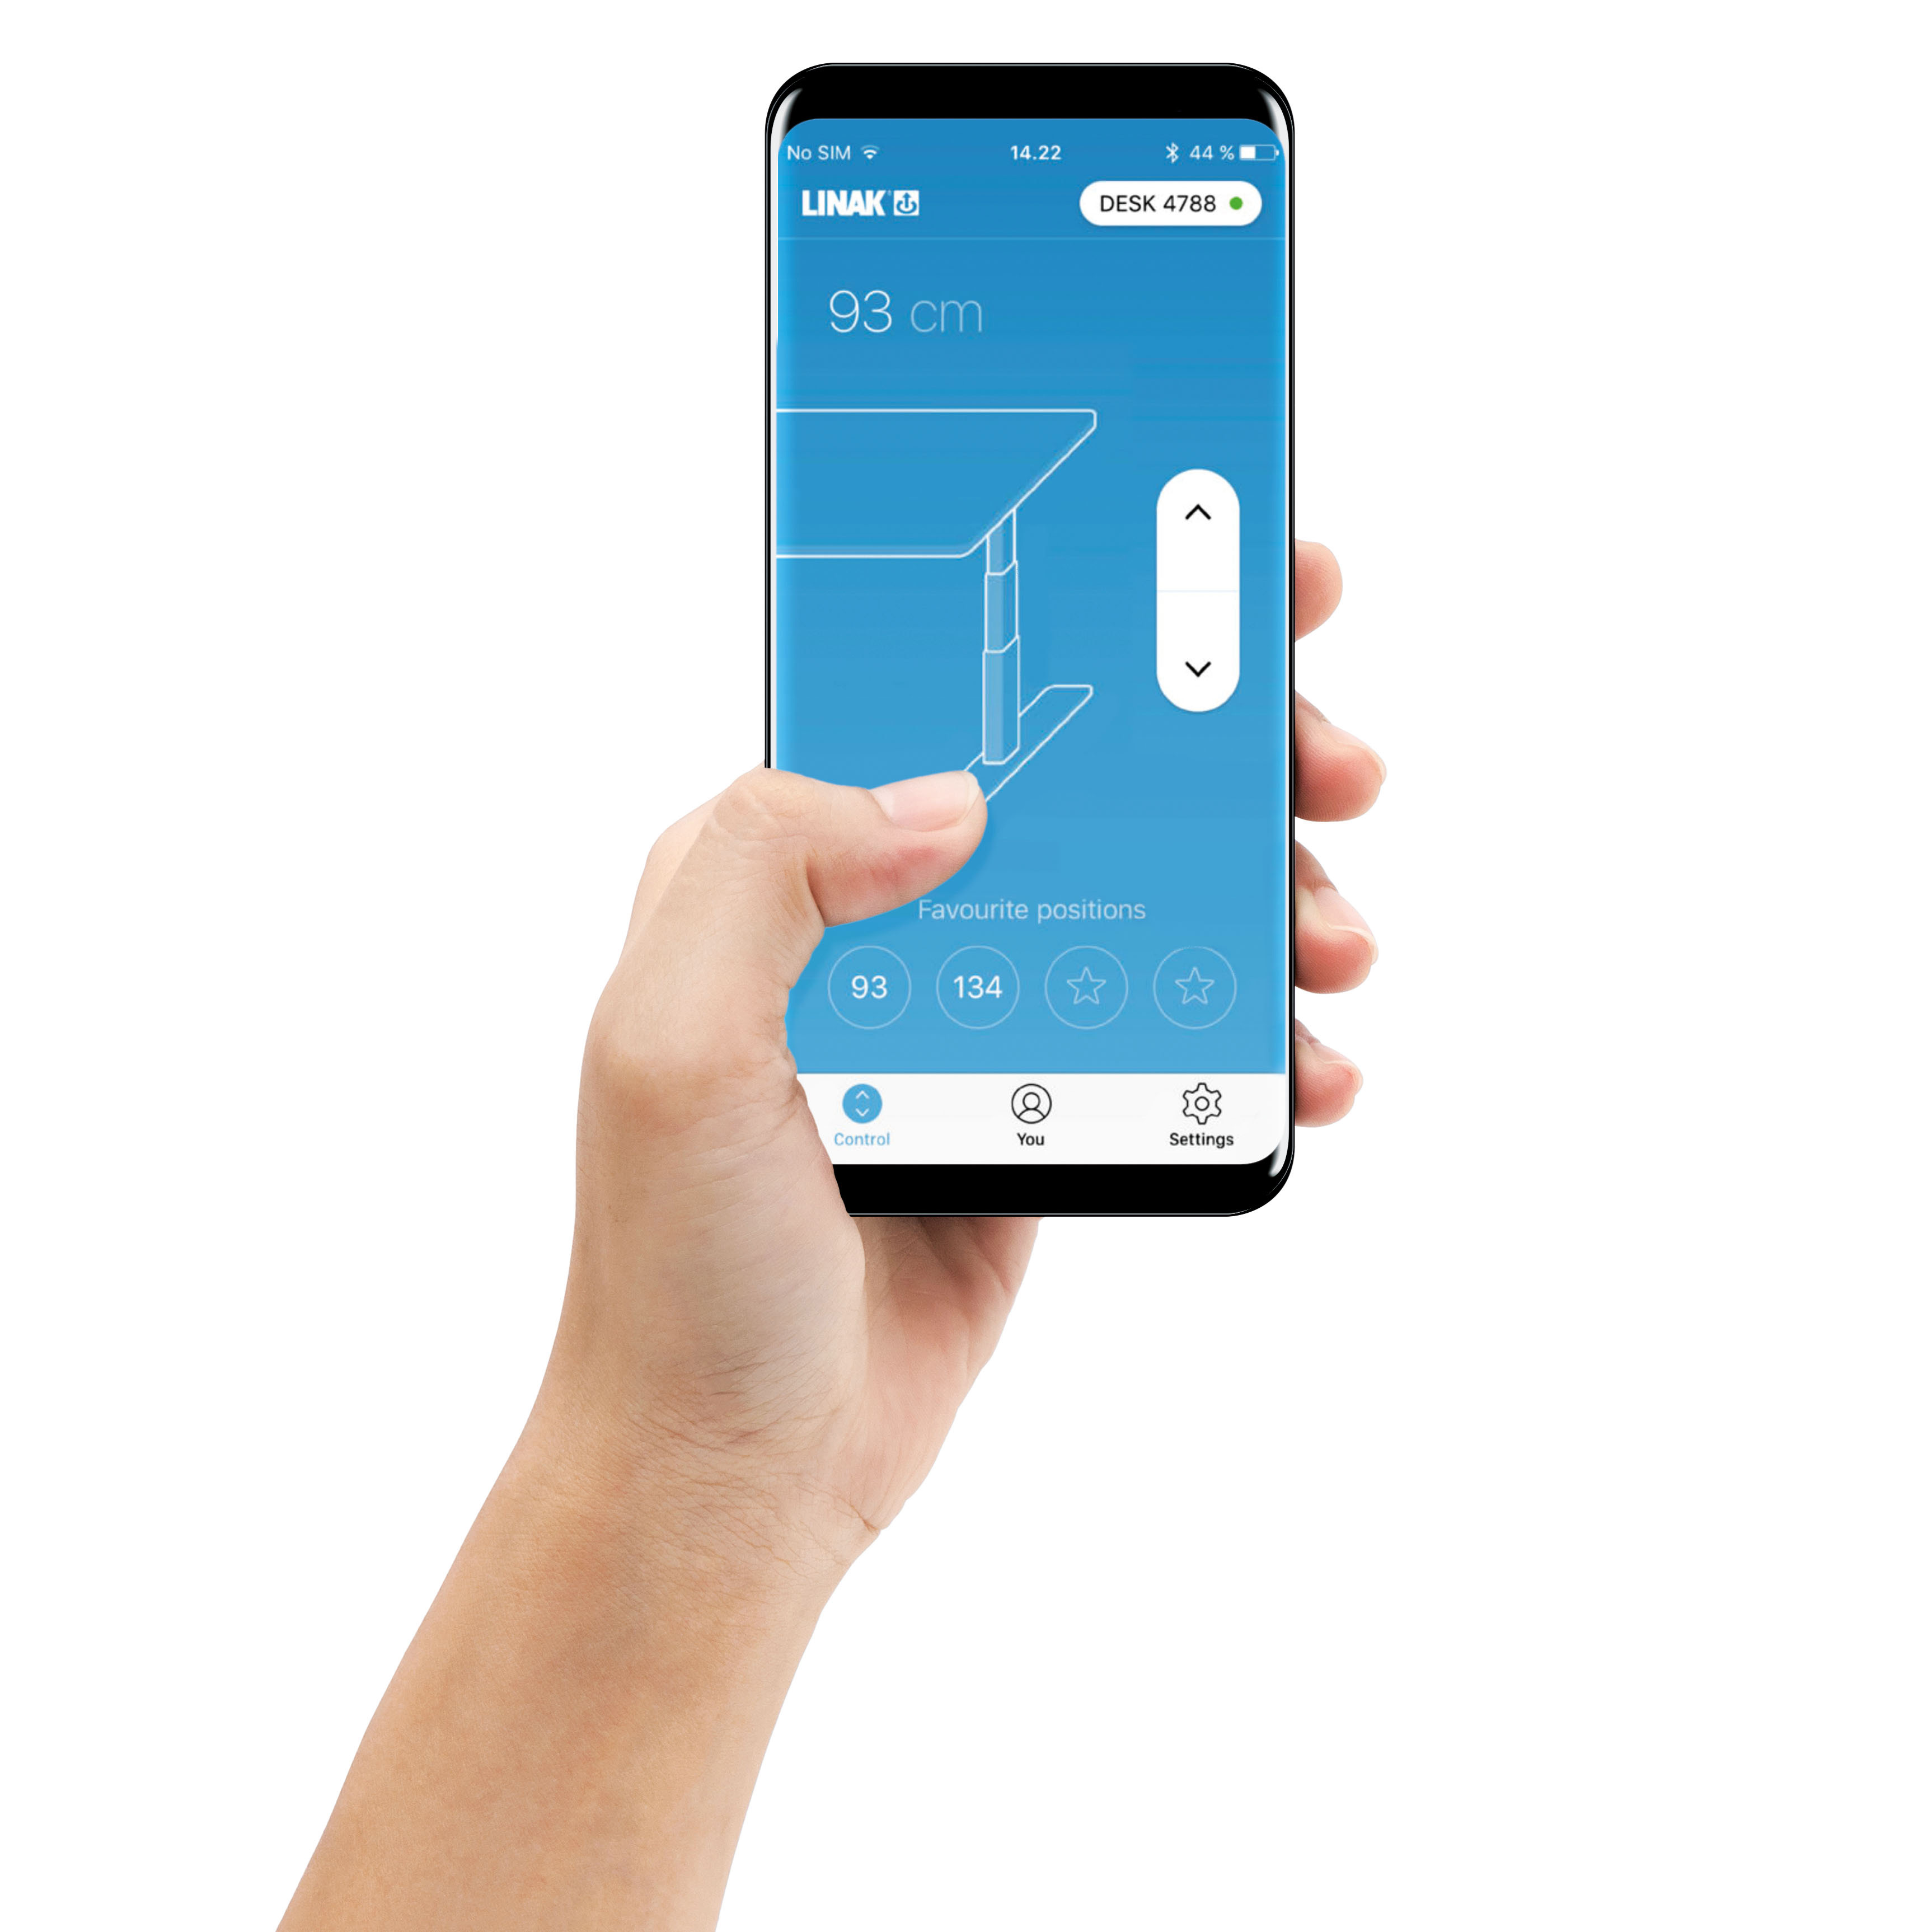 No SIM 14.22 44 %
LINAK DESK 4788
93 cm
Favourite positions
93 134
Control You Settings